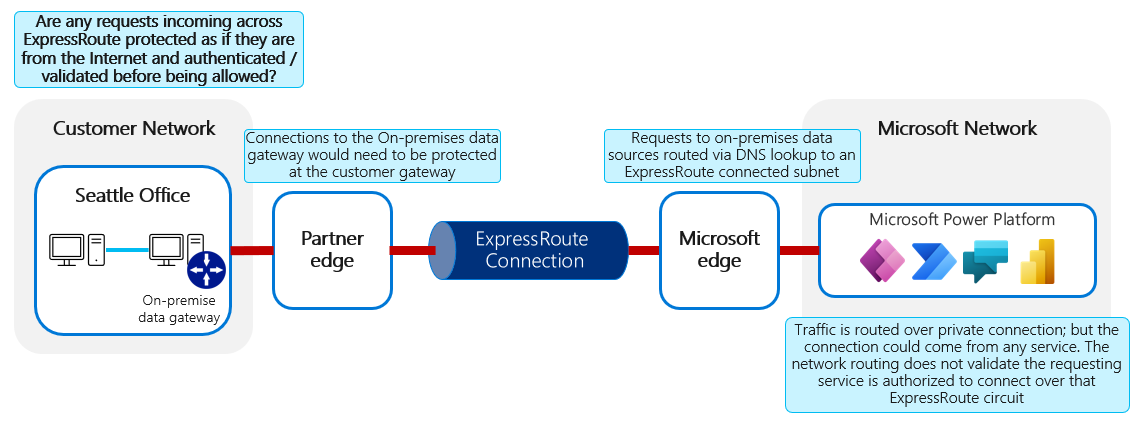 Are any requests incoming across
ExpressRoute protected as if they are
from the Internet and authenticated /
validated before being allowed?
Customer Network
Connections to the On-premises data
gateway would need to be protected
at the customer gateway
Requests to on-premises data
sources routed via DNS lookup to an
ExpressRoute connected subnet
Microsoft Network
Seattle Office
On-premise
data gateway
Partner
edge
ExpressRoute
Connection
Microsoft
edge
Microsoft Power Platform
Traffic is routed over private connection; but the
connection could come from any service. The
network routing does not validate the requesting
service is authorized to connect over that
ExpressRoute circuit